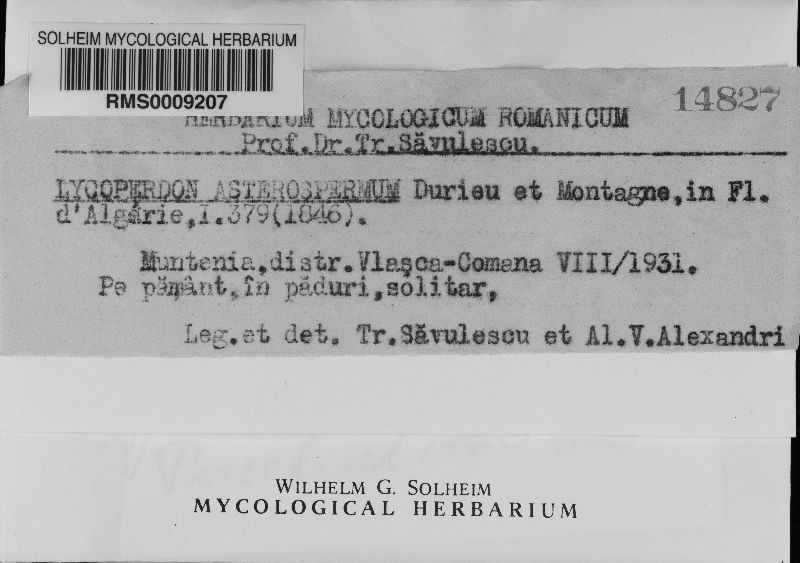 SOLHEIM MYCOLOGICAL HERBARIUM
RMS0009207
14827
HERBARIUM MYCOLOGICUM ROMANICUM
Prof.Dr.Tr.Săvulescu.
LYCOPERDON ASTEROSPERMUM Durieu et Montagne,in Fl.
d'Algérie,I.379(1846).
Muntenia,distr.Vlaşca-Comana VIII/1931.
Pe pământ,în păduri,solitar,
Leg.et det. Tr.Săvulescu et Al.V.Alexandri
WILHELM G. SOLHEIM
MYCOLOGICAL HERBARIUM